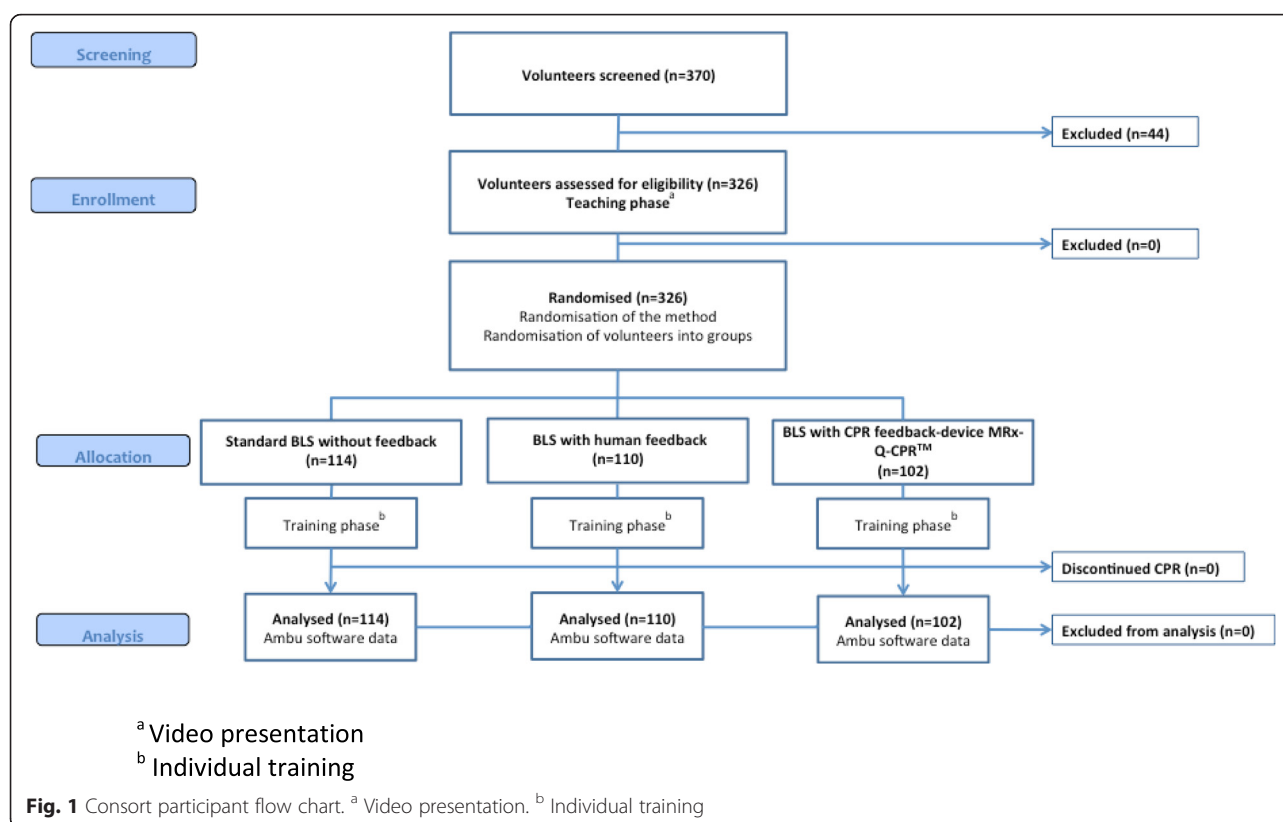 Screening
Volunteers screened (n=370)
Excluded (n=44)
Enrollment
Volunteers assessed for eligibility (n=326)
Teaching phase a
Excluded (n=0)
Randomised (n=326)
Randomisation of the method
Randomisation of volunteers into groups
Allocation
Standard BLS without feedback
(n=114)
BLS with human feedback
(n=110)
BLS with CPR feedback-device MRx-
Q-CPR™
(n=102)
Training phase b
Training phase b
Training phase b
Discontinued CPR (n=0)
Analysis
Analysed (n=114)
Ambu software data
Analysed (n=110)
Ambu software data
Analysed (n=102)
Ambu software data
Excluded from analysis (n=0)
a Video presentation
b Individual training
Fig. 1 Consort participant flow chart. a Video presentation. b Individual training